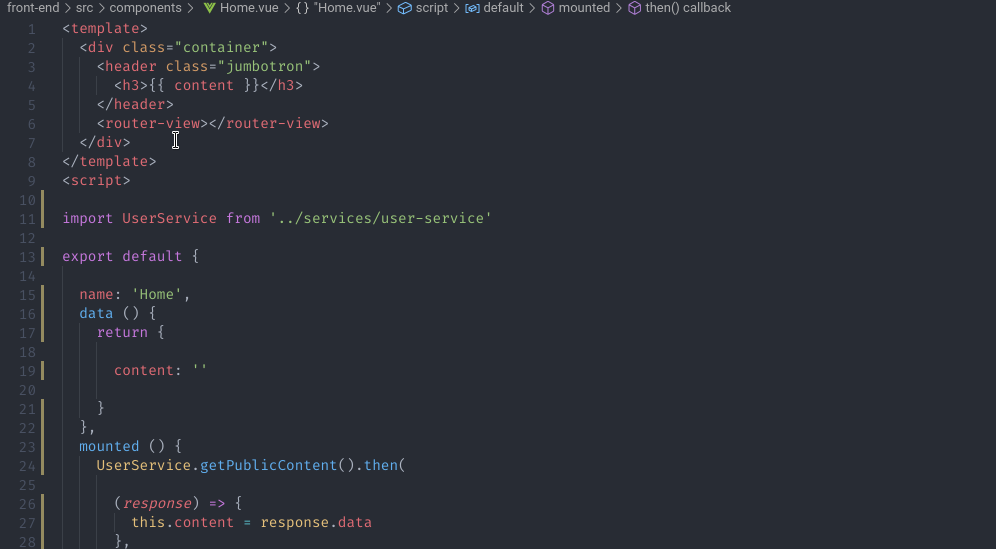 front-end > src > components > Home.vue > {} "Home.vue" > script > default > mounted > then() callback
1 <template>
2 <div class="container">
3 <header class="jumbotron">
4 <h3>{{ content }}</h3>
5 </header>
6 <router-view></router-view>
7 </div>
8 </template>
9 <script>
10
11 import UserService from '../services/user-service'
12
13 export default {
14
15 name: 'Home',
16 data () {
17 return {
18
19 content: ''
20
21 }
22 },
23 mounted () {
24 UserService.getPublicContent().then(
25
26 (response) => {
27 this.content = response.data
28 },